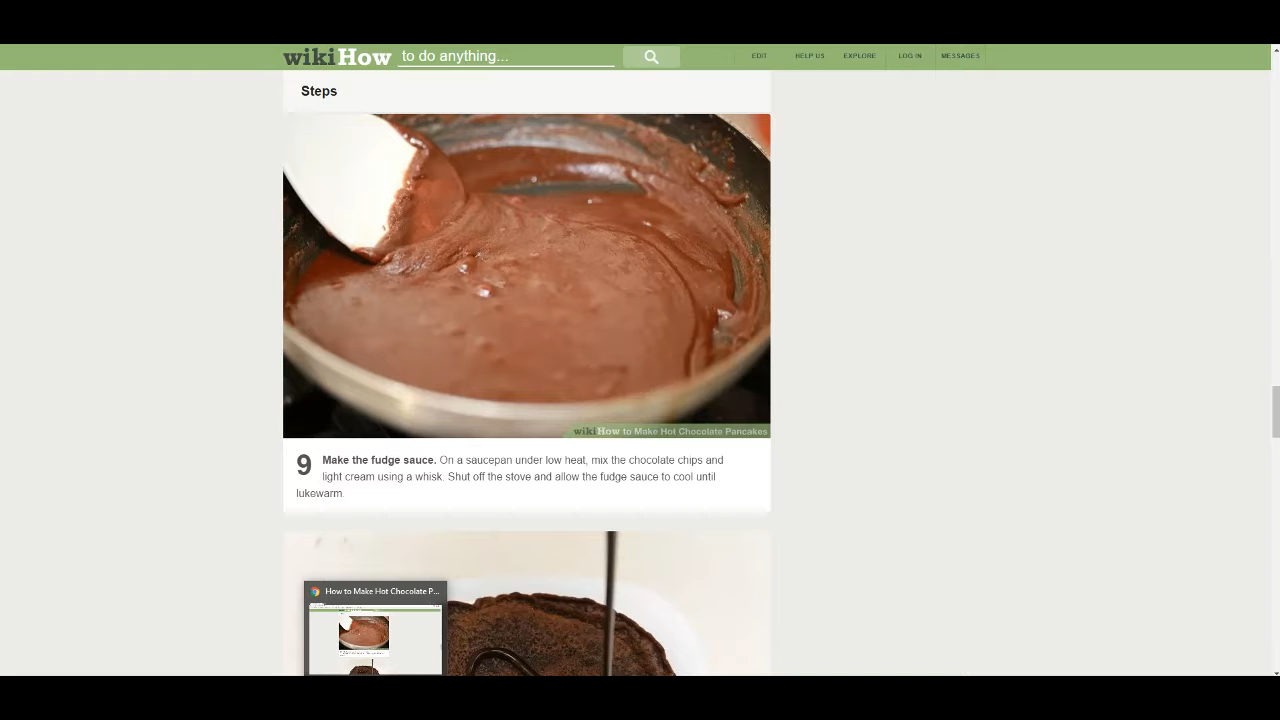 wikiHow to do anything... EDIT HELP US EXPLORE LOG IN MESSAGES
Steps
wikiHow to Make Hot Chocolate Pancakes
9 Make the fudge sauce. On a saucepan under low heat, mix the chocolate chips and
light cream using a whisk. Shut off the stove and allow the fudge sauce to cool until
lukewarm.
How to Make Hot Chocolate P...